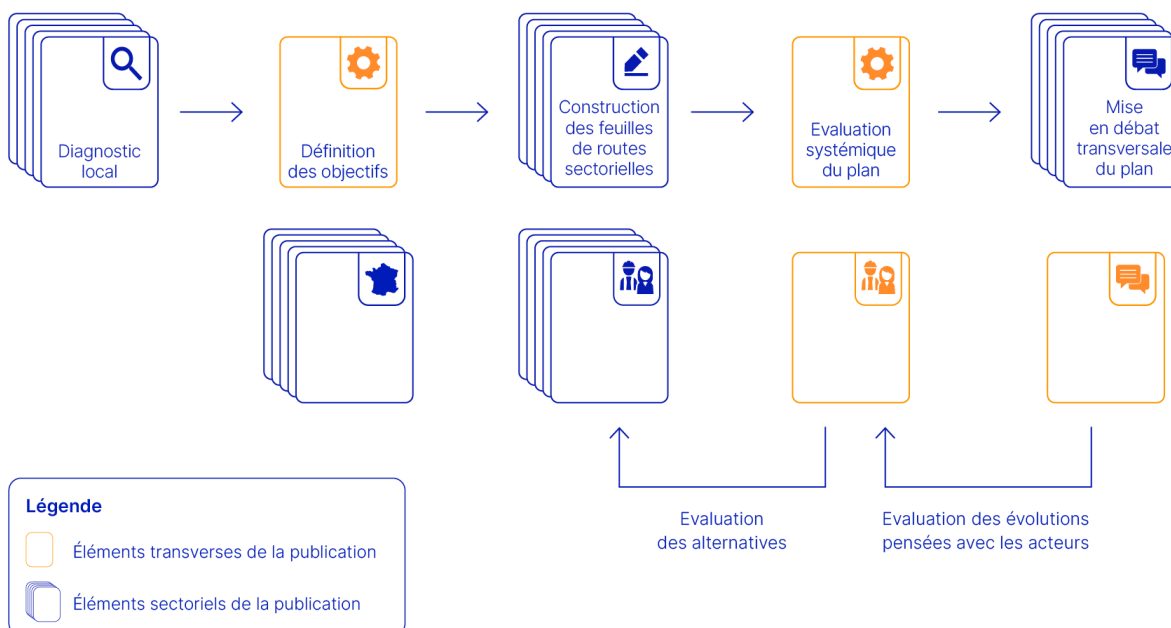 Diagnostic
local
Définition
des objectifs
Construction
des feuilles
de routes
sectorielles
Evaluation
systémique
du plan
Mise
en débat
transversale
du plan
Evaluation
des alternatives
Evaluation des évolutions
pensées avec les acteurs
Légende
Éléments transverses de la publication
Éléments sectoriels de la publication